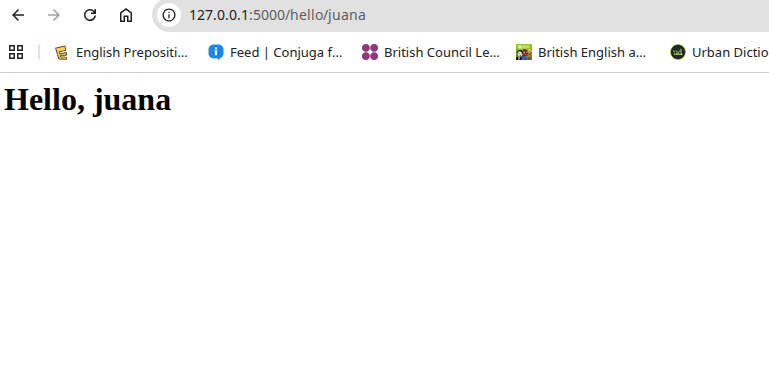 127.0.0.1:5000/hello/juana
English Prepositi... Feed | Conjuga f... British Council Le... British English a... ud Urban Dictio
Hello, juana